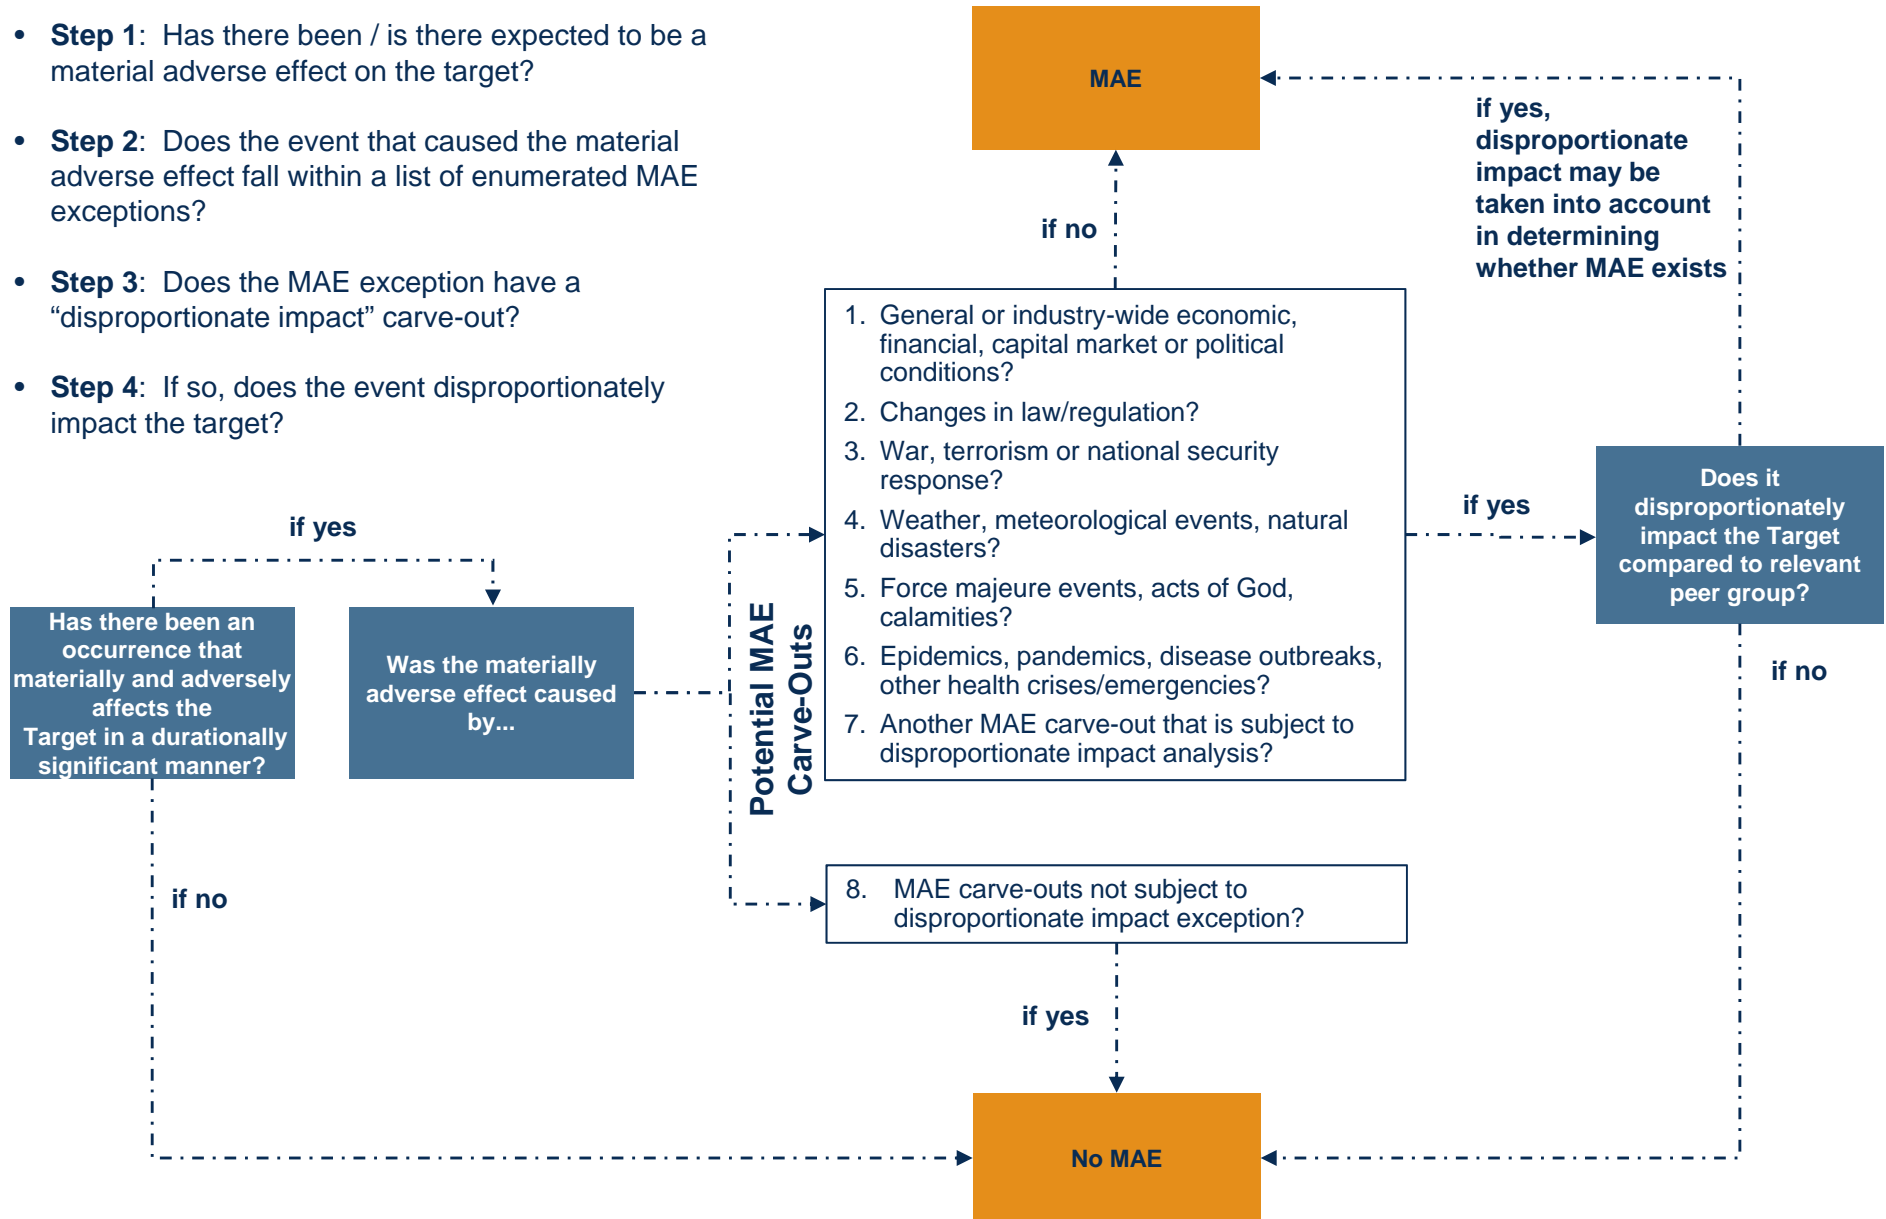 • Step 1: Has there been / is there expected to be a
material adverse effect on the target?
• Step 2: Does the event that caused the material
adverse effect fall within a list of enumerated MAE
exceptions?
• Step 3: Does the MAE exception have a
“disproportionate impact” carve-out?
• Step 4: If so, does the event disproportionately
impact the target?
MAE
if yes,
disproportionate
impact may be
taken into account
in determining
whether MAE exists
if no
1. General or industry-wide economic,
financial, capital market or political
conditions?
2. Changes in law/regulation?
3. War, terrorism or national security
response?
4. Weather, meteorological events, natural
disasters?
5. Force majeure events, acts of God,
calamities?
6. Epidemics, pandemics, disease outbreaks,
other health crises/emergencies?
7. Another MAE carve-out that is subject to
disproportionate impact analysis?
if yes
Does it
disproportionately
impact the Target
compared to relevant
peer group?
if no
if yes
Has there been an
occurrence that
materially and adversely
affects the
Target in a durationally
significant manner?
Was the materially
adverse effect caused
by...
Potential MAE
Carve-Outs
if no
8. MAE carve-outs not subject to
disproportionate impact exception?
if yes
No MAE